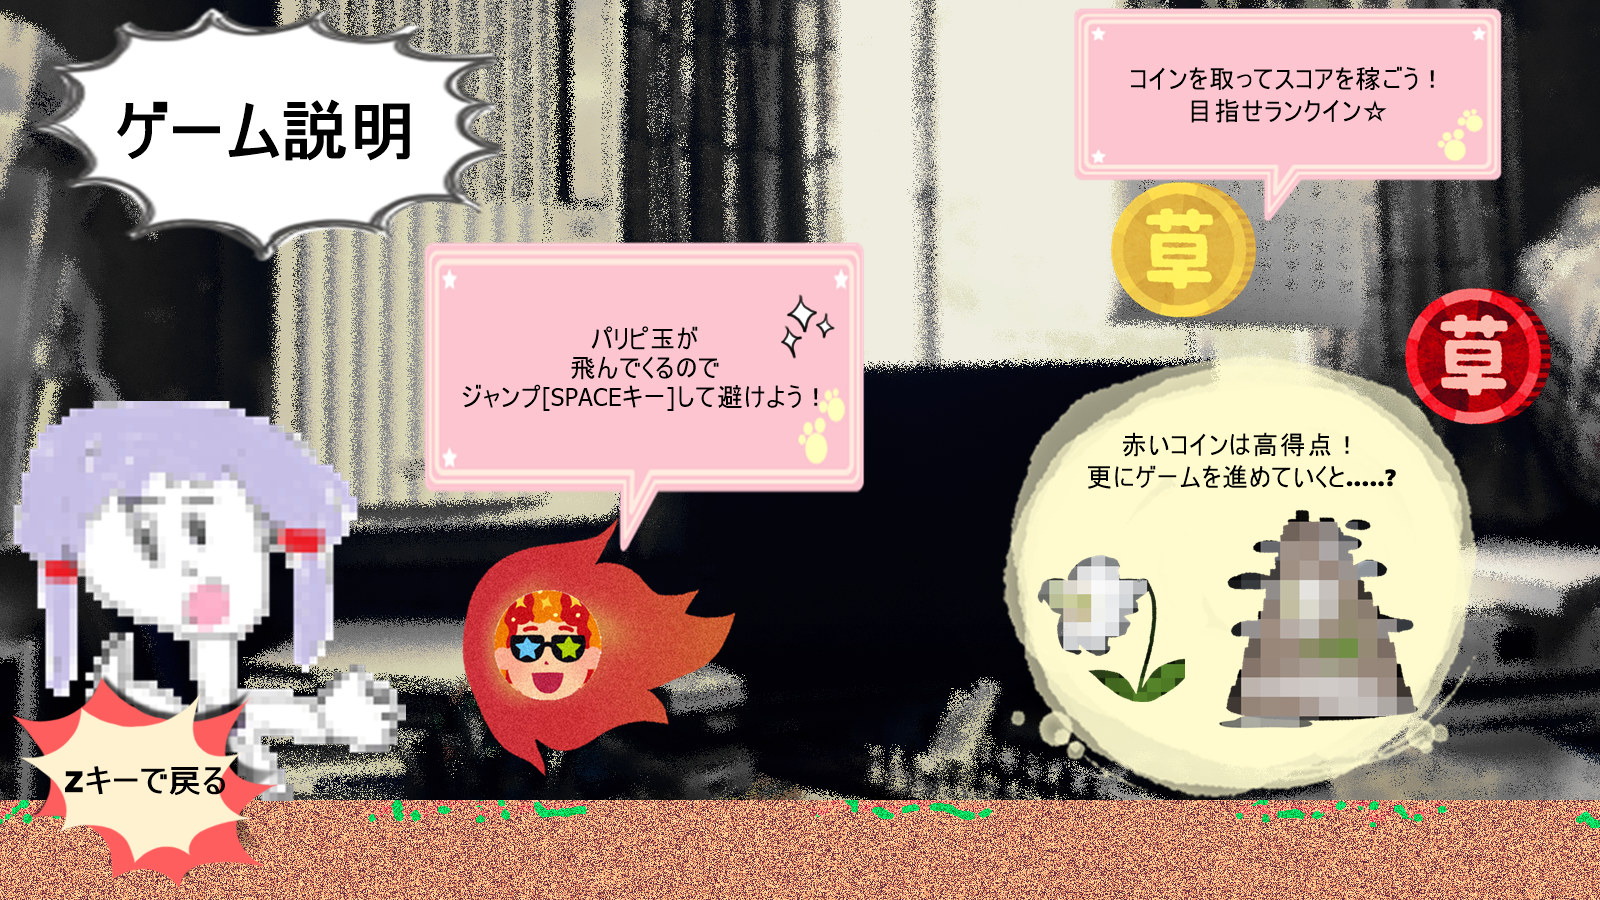 ゲーム説明
コインを取ってスコアを稼ごう！
目指せランクイン☆
草
草
パリピ玉が
飛んでくるので
ジャンプ[SPACEキー]して避けよう！
赤いコインは高得点！
更にゲームを進めていくと.....?
zキーで戻る